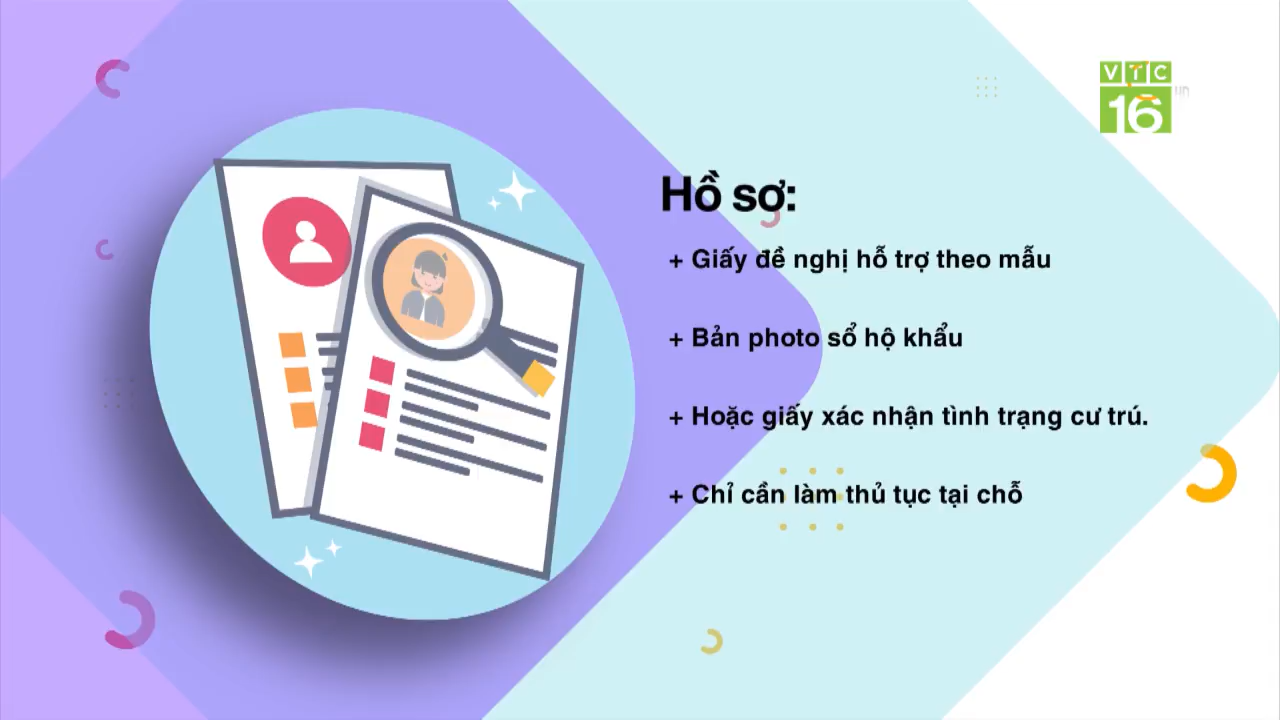 VTC
16
Hồ sơ:
+ Giấy đề nghị hỗ trợ theo mẫu
+ Bản photo sổ hộ khẩu
+ Hoặc giấy xác nhận tình trạng cư trú.
+ Chỉ cần làm thủ tục tại chỗ